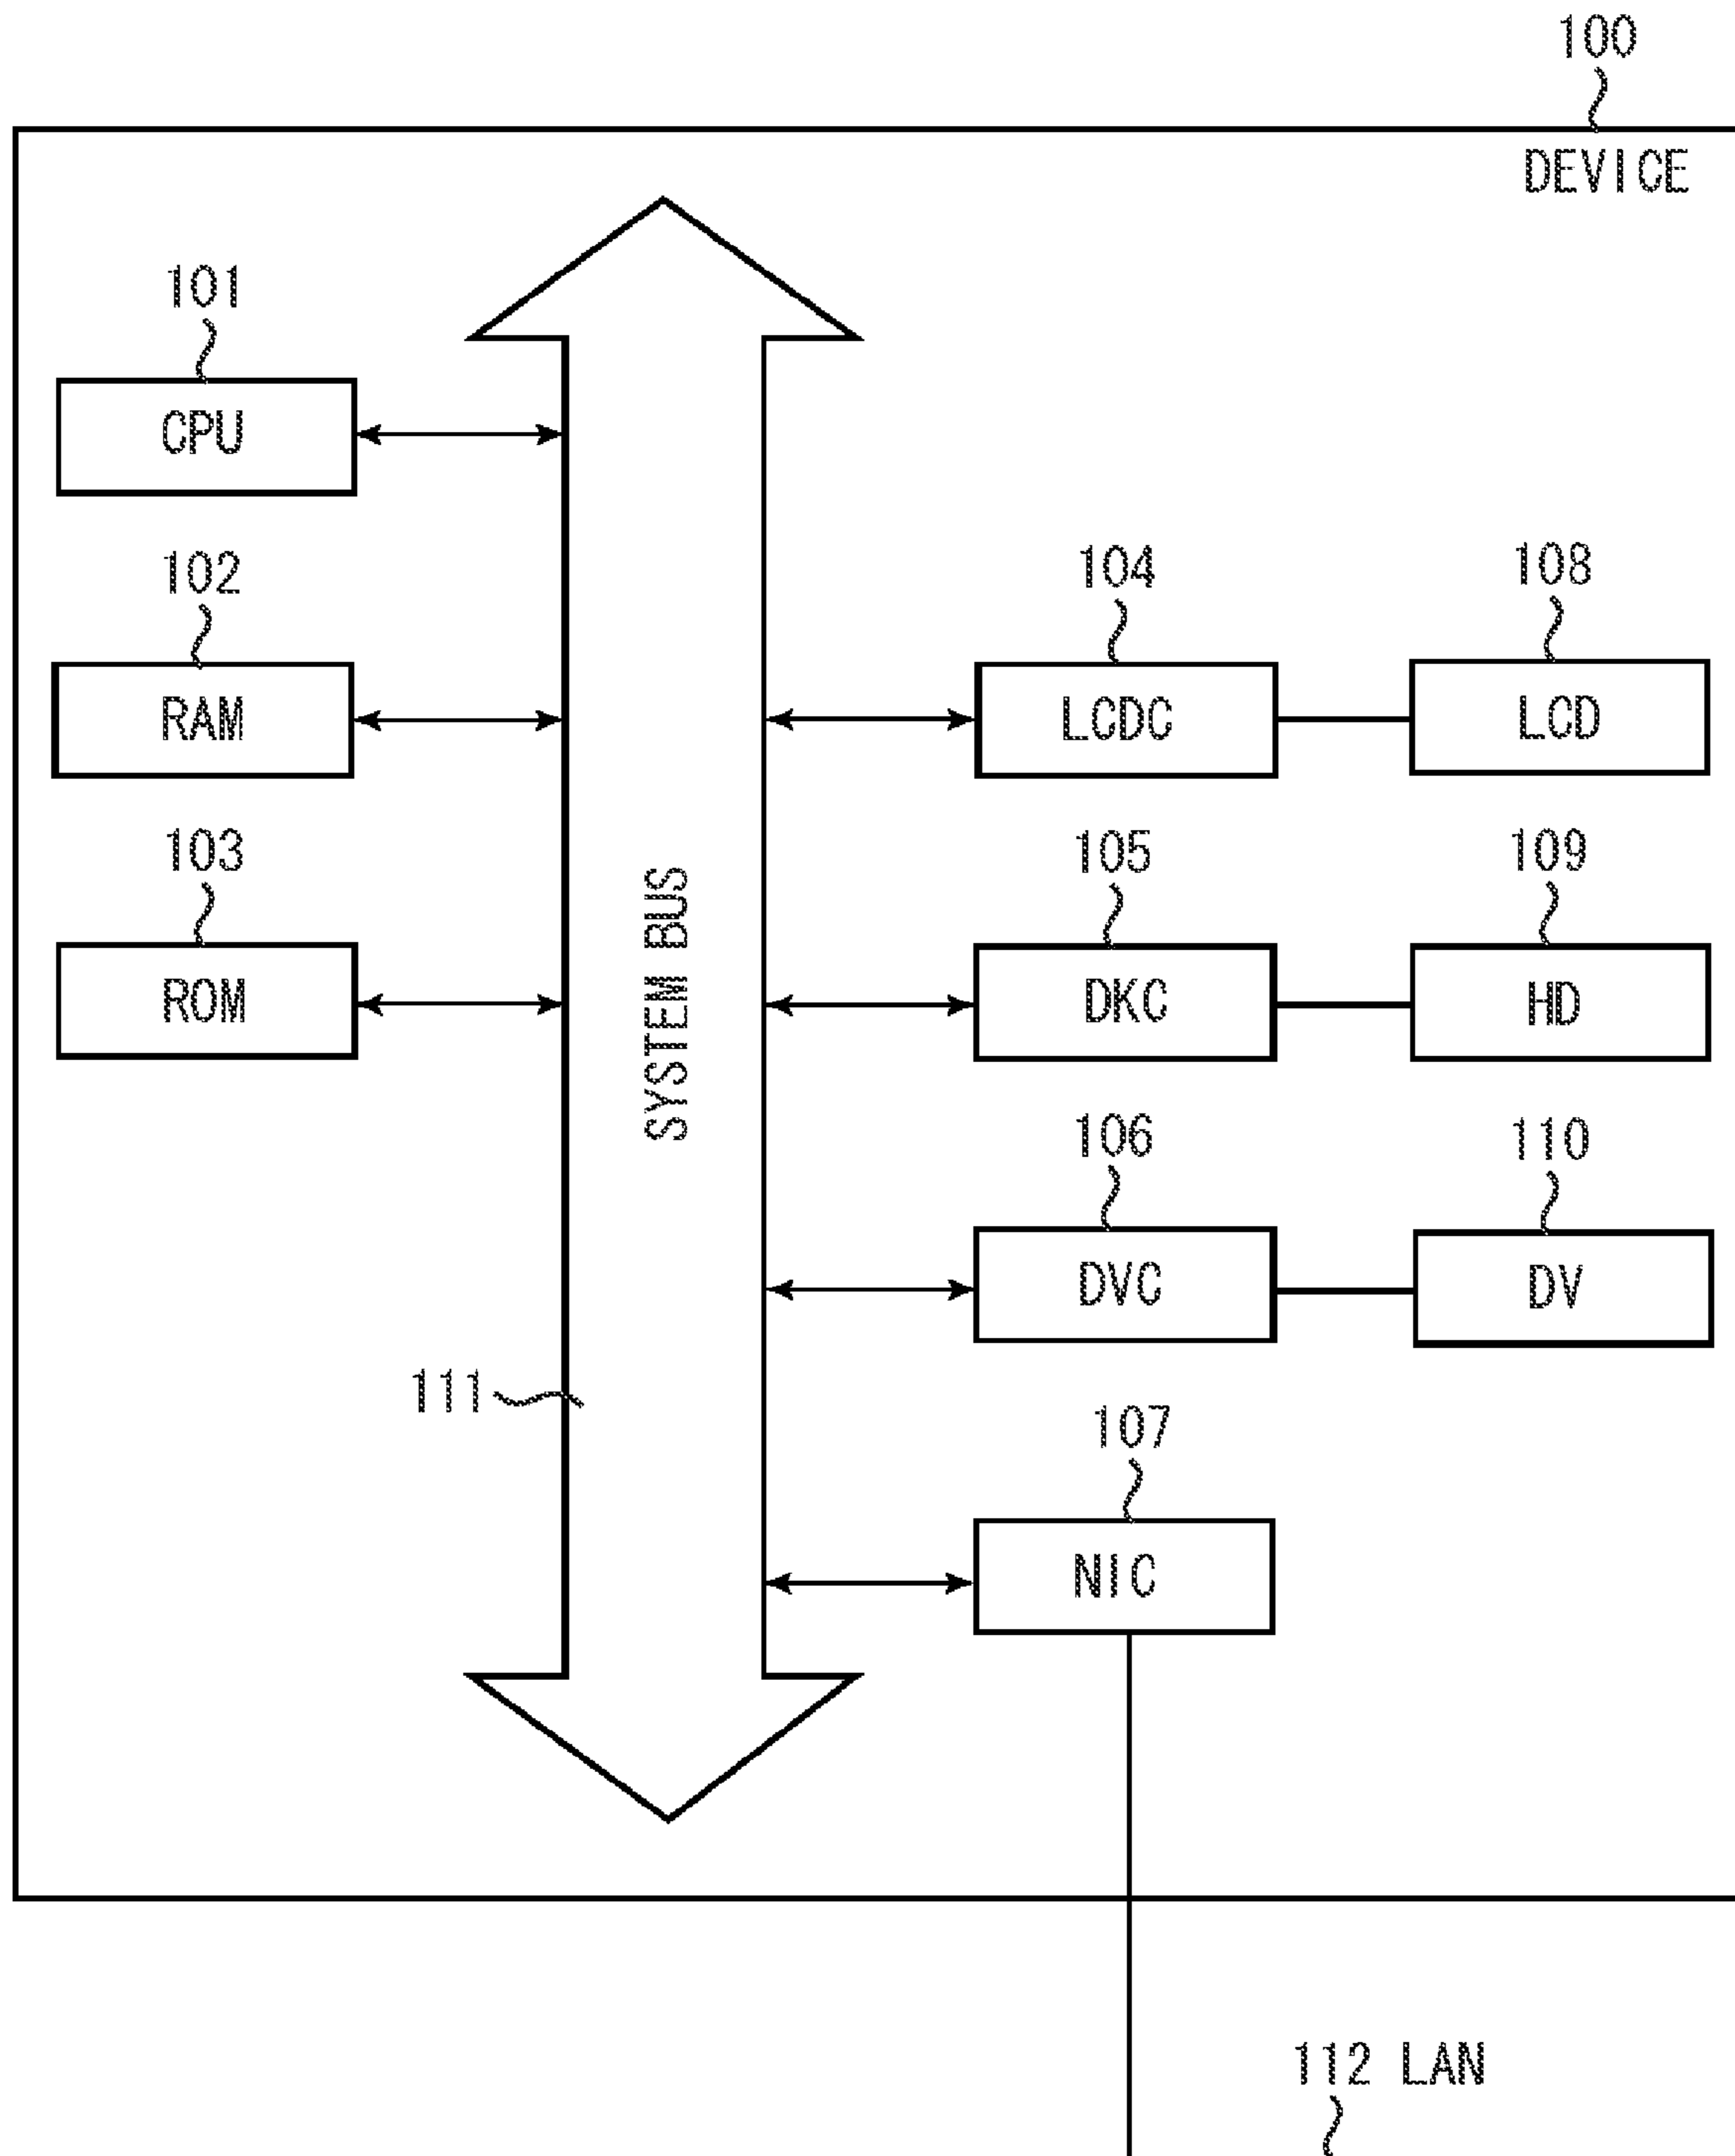 100
DEVICE
101
CPU
102
RAM
103
ROM
SYSTEM BUS
111
104
LCDC
108
LCD
105
DKC
109
HD
106
DVC
110
DV
107
NIC
112 LAN